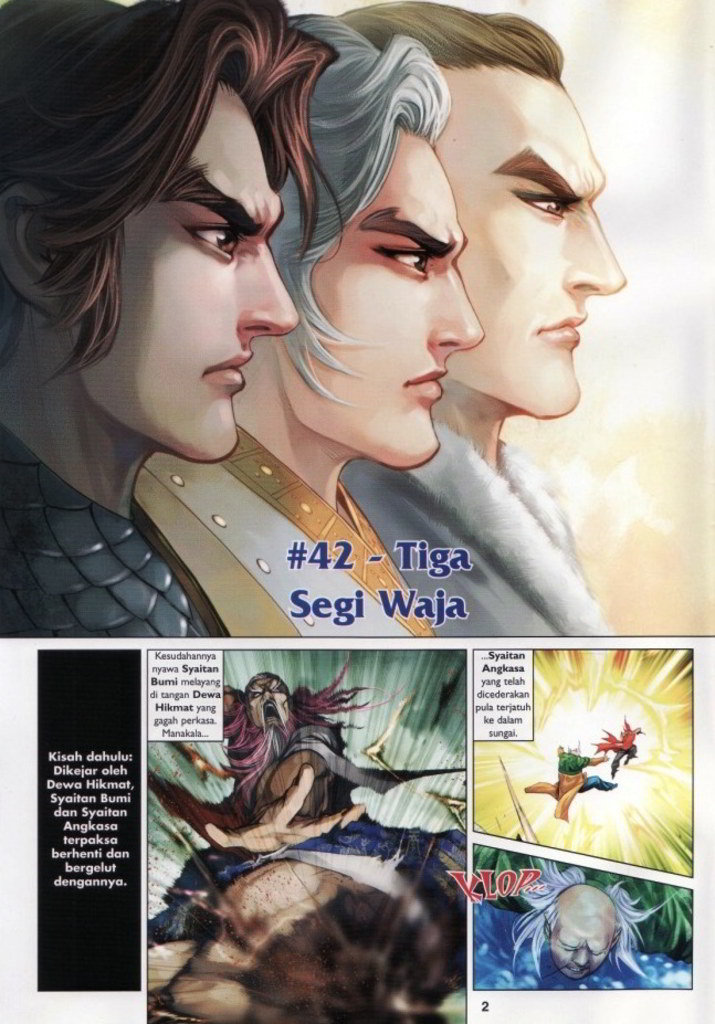 #42 - Tiga
Segi Waja
Kisah dahulu:
Dikejar oleh
Dewa Hikmat,
Syaitan Bumi
dan Syaitan
Angkasa
terpaksa
berhenti dan
bergelut
dengannya.
Kesudahannya
nyawa Syaitan
Bumi melayang
di tangan Dewa
Hikmat yang
gagah perkasa.
Manakala...
...Syaitan
Angkasa
yang telah
dicederakan
pula terjatuh
ke dalam
sungai.
KLOP...
2